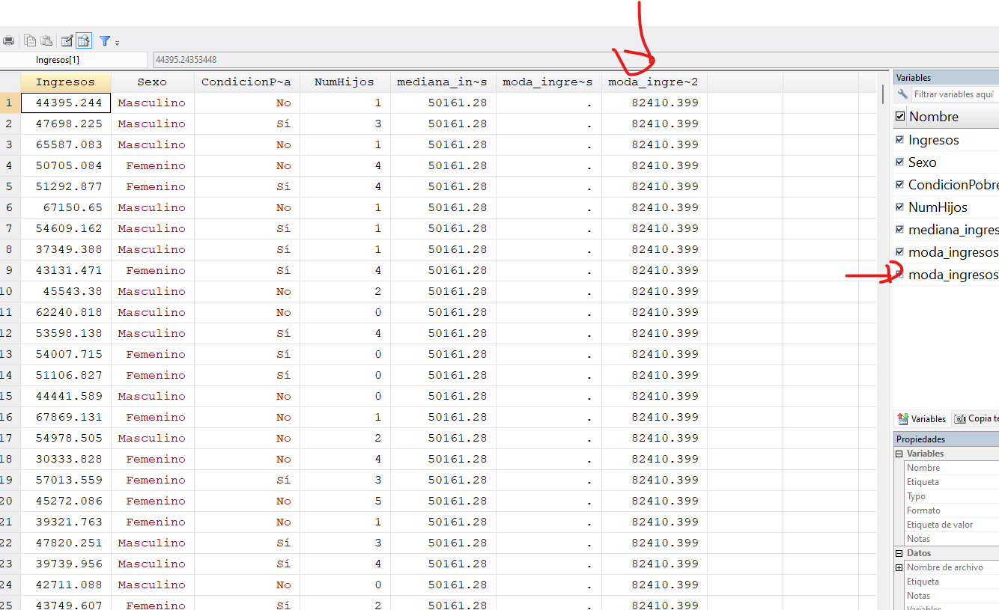 Ingresos[1] 44395.24353448
Ingresos Sexo CondicionP~a NumHijos mediana_in~s moda_ingre~s moda_ingre~2
1 44395.244 Masculino No 1 50161.28 . 82410.399
2 47698.225 Masculino Sí 3 50161.28 . 82410.399
3 65587.083 Masculino No 1 50161.28 . 82410.399
4 50705.084 Femenino No 4 50161.28 . 82410.399
5 51292.877 Femenino Sí 4 50161.28 . 82410.399
6 67150.65 Masculino No 1 50161.28 . 82410.399
7 54609.162 Masculino Sí 1 50161.28 . 82410.399
8 37349.388 Masculino Sí 1 50161.28 . 82410.399
9 43131.471 Femenino Sí 4 50161.28 . 82410.399
10 45543.38 Masculino No 2 50161.28 . 82410.399
11 62240.818 Masculino No 0 50161.28 . 82410.399
12 53598.138 Masculino Sí 4 50161.28 . 82410.399
13 54007.715 Femenino Sí 0 50161.28 . 82410.399
14 51106.827 Femenino Sí 0 50161.28 . 82410.399
15 44441.589 Masculino No 0 50161.28 . 82410.399
16 67869.131 Femenino No 1 50161.28 . 82410.399
17 54978.505 Masculino No 2 50161.28 . 82410.399
18 30333.828 Femenino No 4 50161.28 . 82410.399
19 57013.559 Femenino Sí 3 50161.28 . 82410.399
20 45272.086 Femenino No 5 50161.28 . 82410.399
21 39321.763 Femenino No 1 50161.28 . 82410.399
22 47820.251 Masculino Sí 3 50161.28 . 82410.399
23 39739.956 Masculino Sí 4 50161.28 . 82410.399
24 42711.088 Masculino No 0 50161.28 . 82410.399
25 43749.607 Femenino Sí 2 50161.28 . 82410.399
Variables
Filtrar variables aquí
Nombre
Ingresos
Sexo
CondicionPobre
NumHijos
mediana_ingres
moda_ingresos
moda_ingresos
Variables Copia te
Propiedades
Variables
Nombre
Etiqueta
Typo
Formato
Etiqueta de valor
Notas
Datos
Nombre de archivo
Etiqueta
Notas
Variables